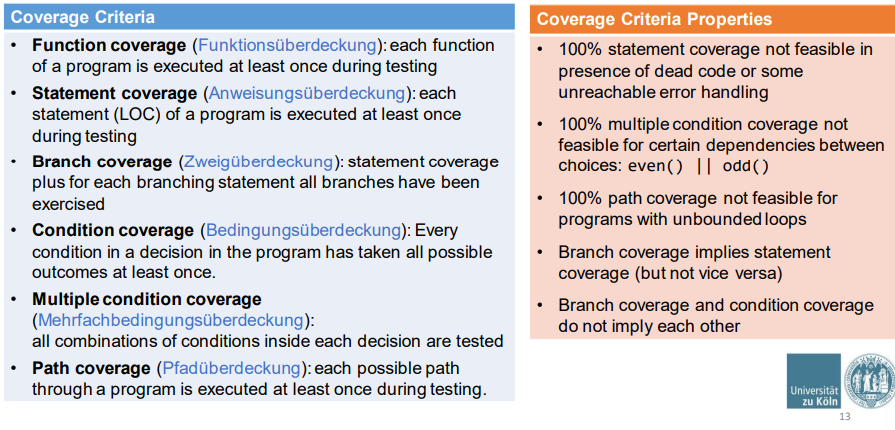 Coverage Criteria
• Function coverage (Funktionsüberdeckung): each function
of a program is executed at least once during testing
• Statement coverage (Anweisungsüberdeckung): each
statement (LOC) of a program is executed at least once
during testing
• Branch coverage (Zweigüberdeckung): statement coverage
plus for each branching statement all branches have been
exercised
• Condition coverage (Bedingungsüberdeckung): Every
condition in a decision in the program has taken all possible
outcomes at least once.
• Multiple condition coverage
(Mehrfachbedingungsüberdeckung):
all combinations of conditions inside each decision are tested
• Path coverage (Pfadüberdeckung): each possible path
through a program is executed at least once during testing.
Coverage Criteria Properties
• 100% statement coverage not feasible in
presence of dead code or some
unreachable error handling
• 100% multiple condition coverage not
feasible for certain dependencies between
choices: even() || odd()
• 100% path coverage not feasible for
programs with unbounded loops
• Branch coverage implies statement
coverage (but not vice versa)
• Branch coverage and condition coverage
do not imply each other
Universität
zu Köln
13